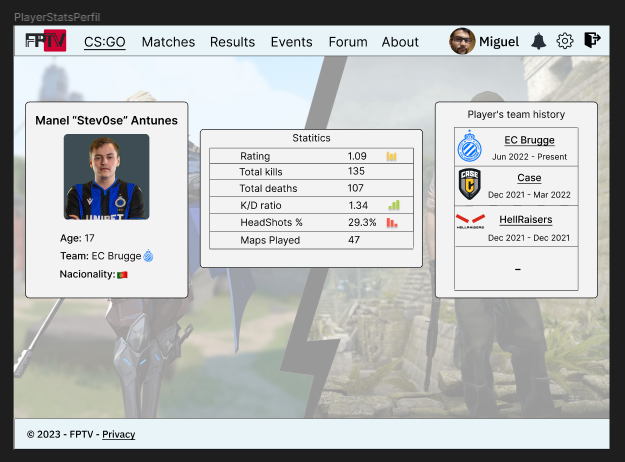 PlayerStatsPerfil
FPTV
CS:GO Matches Results Events Forum About
Miguel
Manel “Stev0se” Antunes
UNIBET
Age: 17
Team: EC Brugge
Nacionality:
Statitics
Rating 1.09
Total kills 135
Total deaths 107
K/D ratio 1.34
HeadShots % 29.3%
Maps Played 47
Player's team history
EC Brugge
Jun 2022 - Present
CASE
Case
Dec 2021 - Mar 2022
HELLRAISERS
HellRaisers
Dec 2021 - Dec 2021
–
© 2023 - FPTV - Privacy